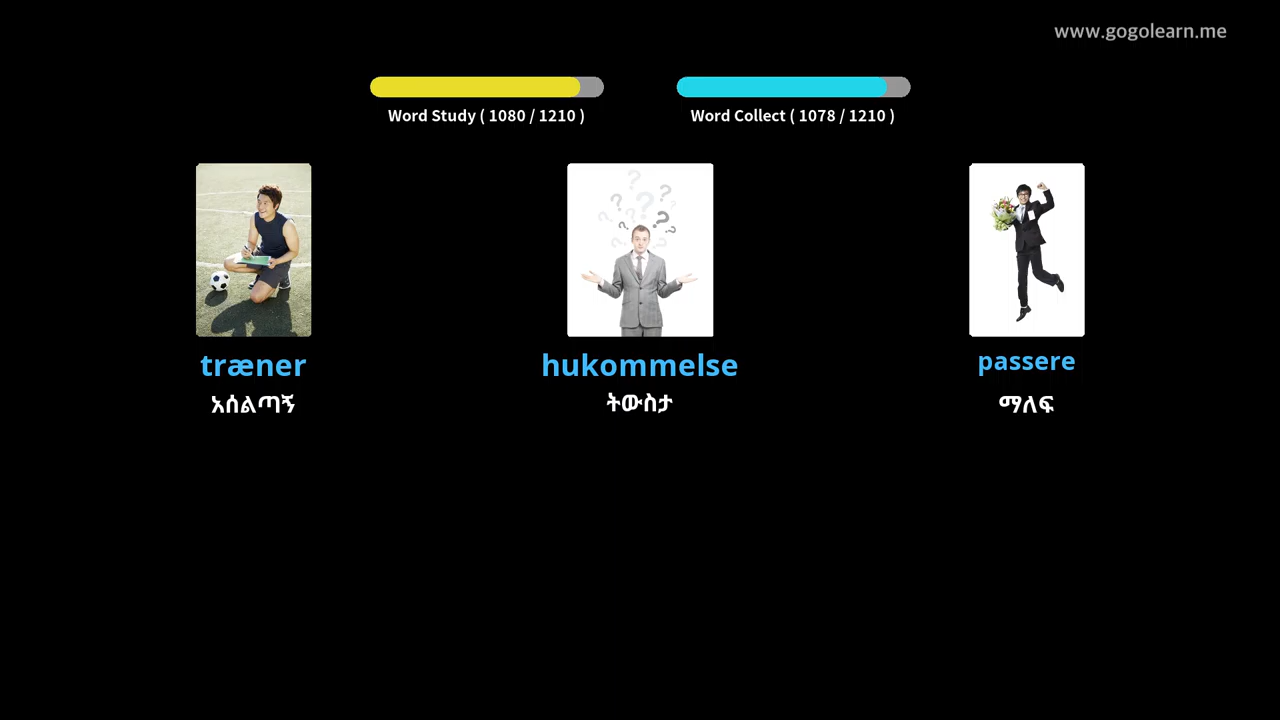 www.gogolearn.me
Word Study ( 1080 / 1210 )
Word Collect ( 1078 / 1210 )
træner
hukommelse
passere
አሰልጣኝ
ትውስታ
ማለፍ